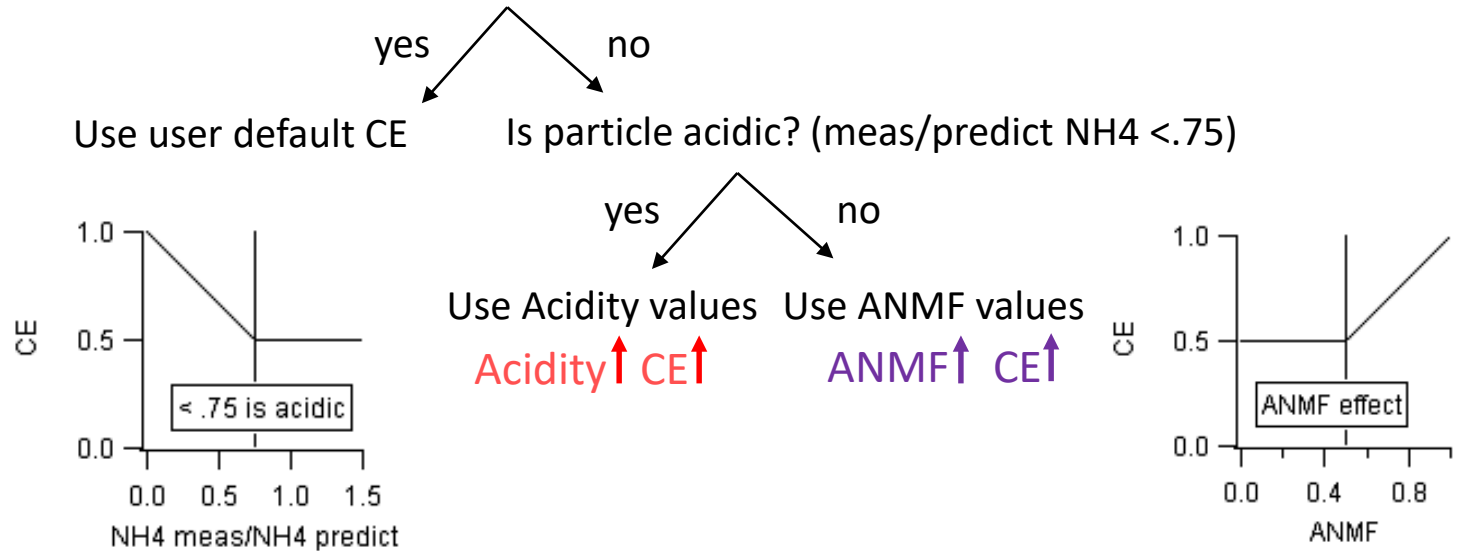 yes no
Use user default CE Is particle acidic? (meas/predict NH4 <.75)
yes no
Use Acidity values Use ANMF values
Acidity CE ANMF CE
1.0
0.5
0.0
CE
< .75 is acidic
0.0 0.5 1.0 1.5
NH4 meas/NH4 predict
1.0
0.5
0.0
CE
ANMF effect
0.0 0.4 0.8
ANMF